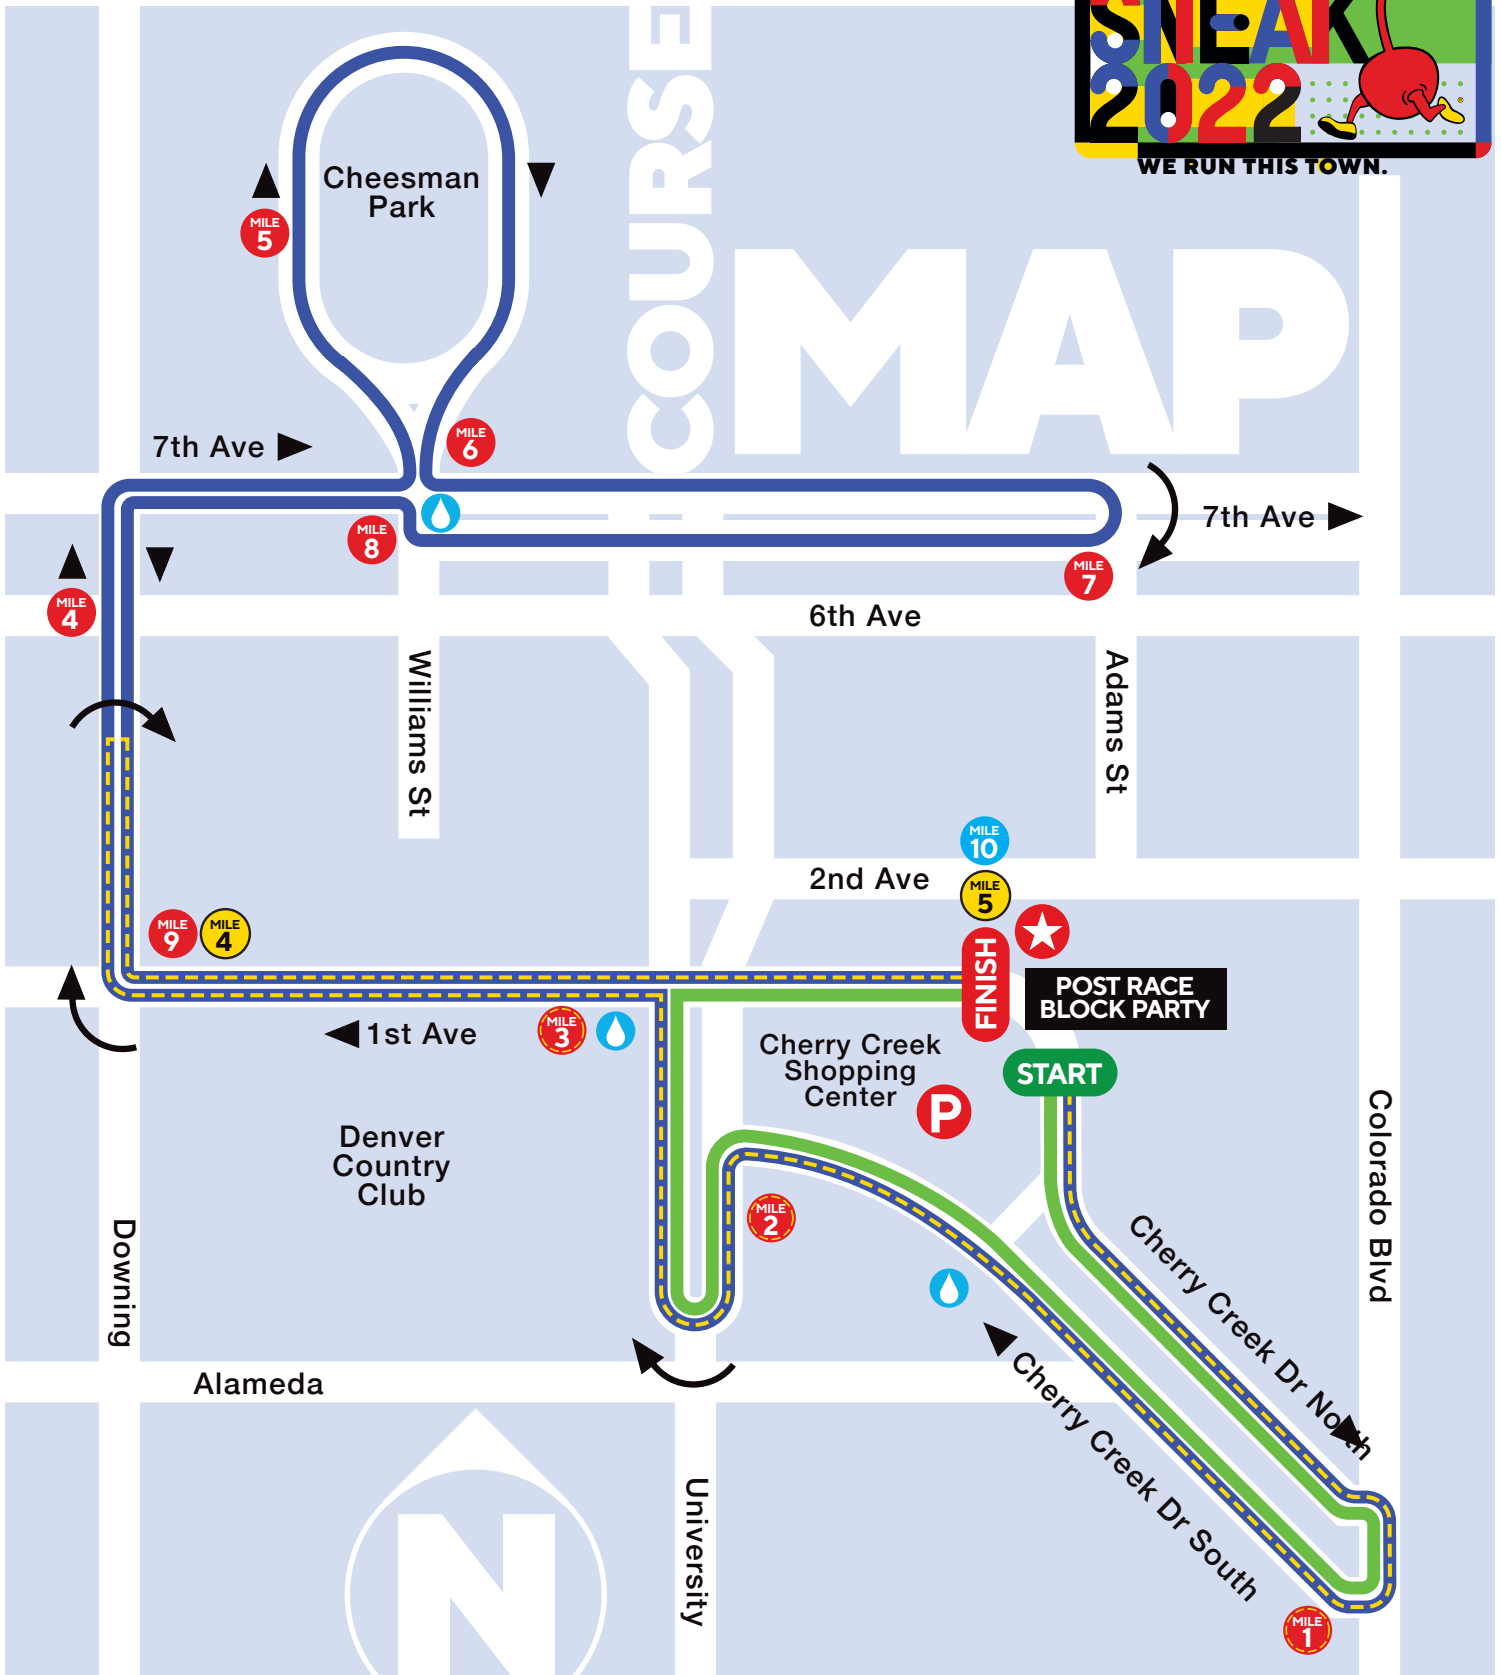 SNEAK
2022
WE RUN THIS TOWN.
COURSE
MAP
Cheesman
Park
MILE
5
7th Ave
MILE
6
7th Ave
MILE
8
MILE
7
MILE
4
6th Ave
Williams St
Adams St
MILE
10
2nd Ave
MILE
5
MILE
9
MILE
4
FINISH
POST RACE
BLOCK PARTY
1st Ave
MILE
3
Cherry Creek
Shopping
Center
START
P
Denver
Country
Club
Colorado Blvd
MILE
2
Downing
Cherry Creek Dr North
Cherry Creek Dr South
Alameda
University
N
MILE
1